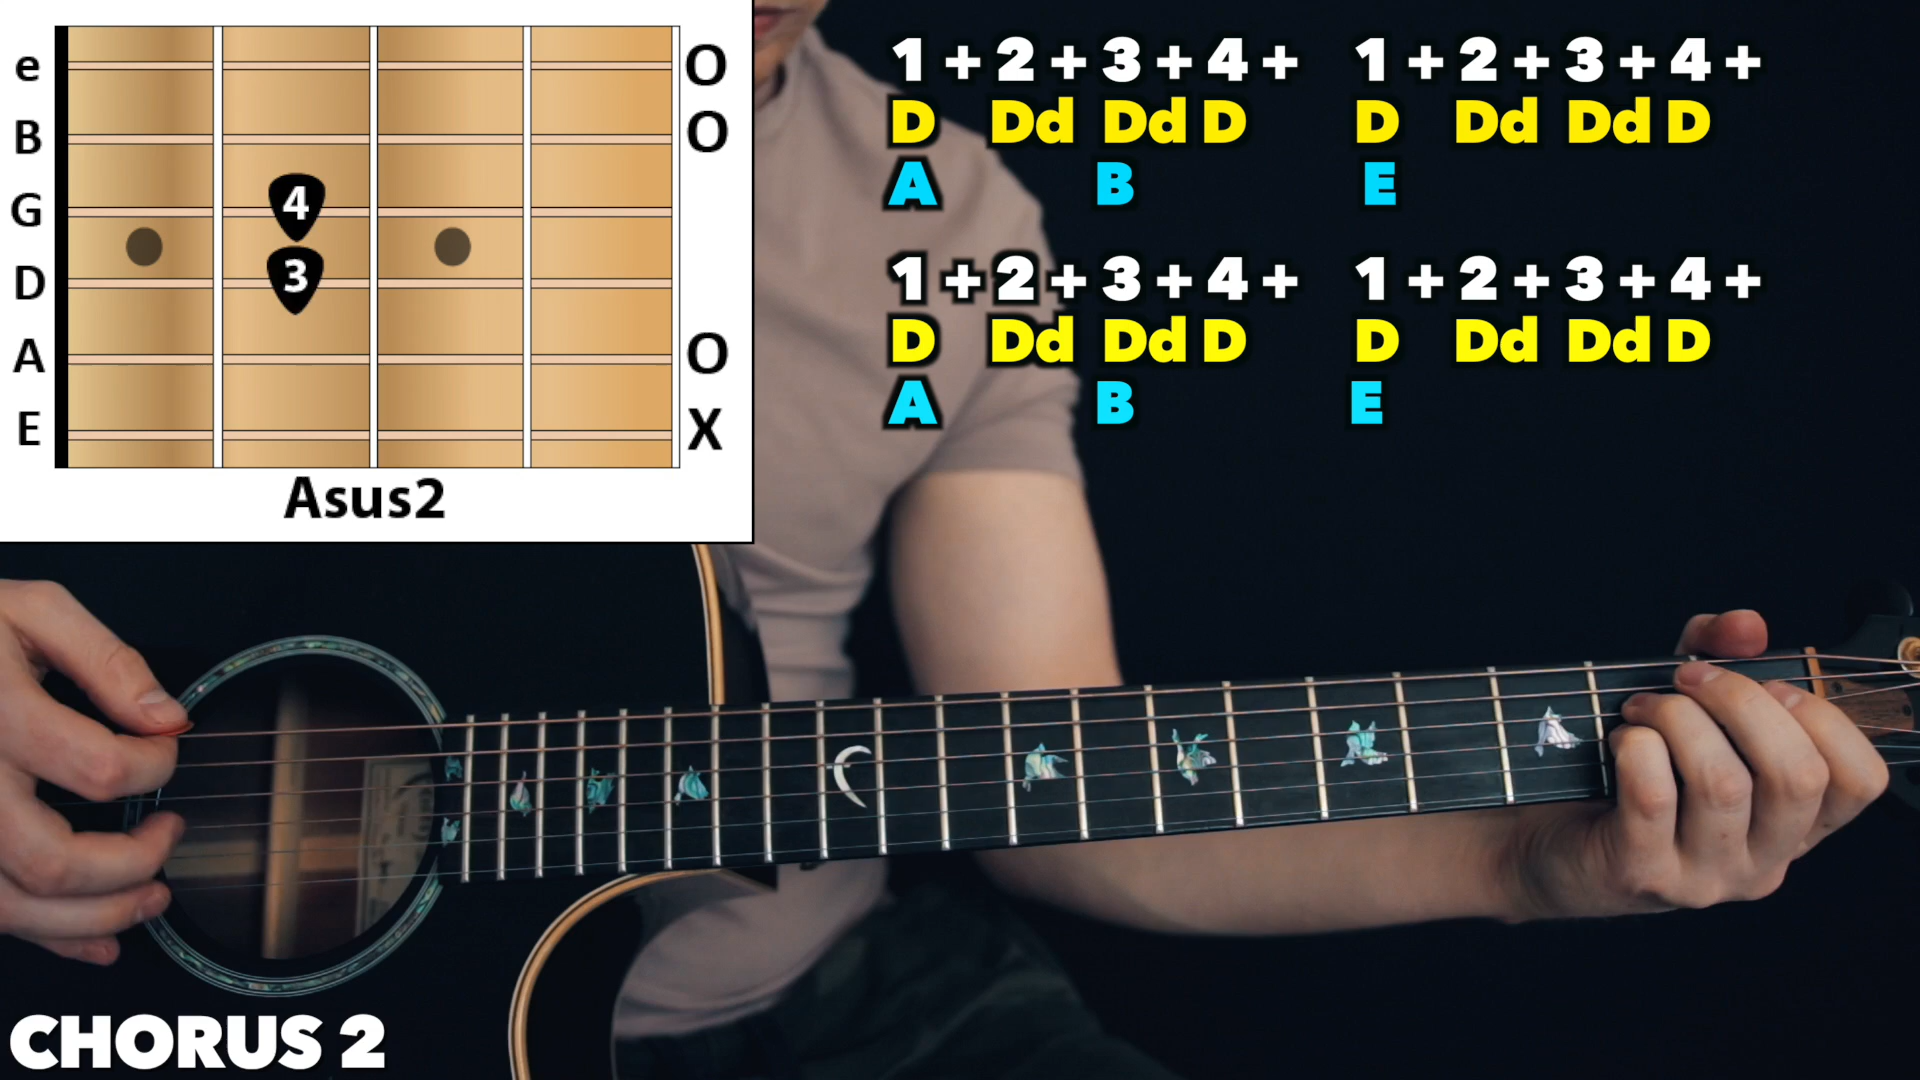 e O
B O
4
G
3
D
A O
E X
Asus2
1 + 2 + 3 + 4 + 1 + 2 + 3 + 4 +
D Dd Dd D D Dd Dd D
A B E
1 + 2 + 3 + 4 + 1 + 2 + 3 + 4 +
D Dd Dd D D Dd Dd D
A B E
CHORUS 2